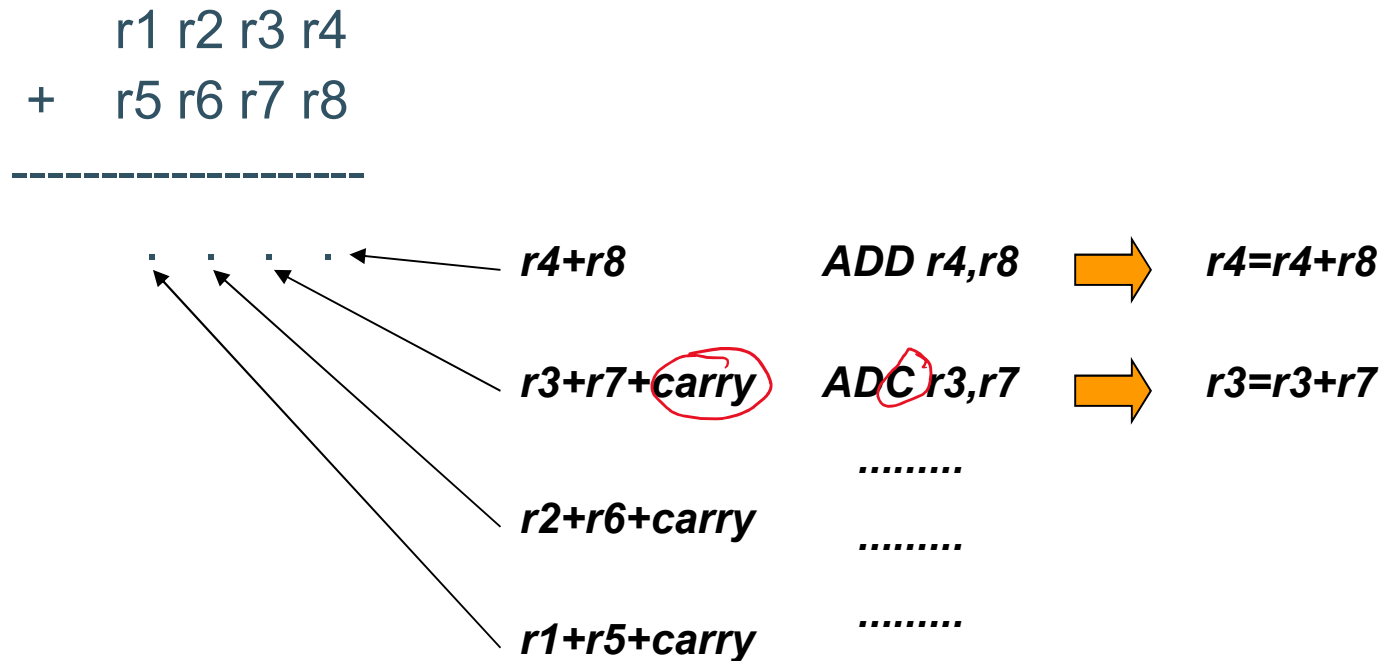 r1 r2 r3 r4
+ r5 r6 r7 r8
--------------------
. . . .
r4+r8 ADD r4,r8 r4=r4+r8
r3+r7+carry ADC r3,r7 r3=r3+r7
.........
r2+r6+carry .........
r1+r5+carry .........